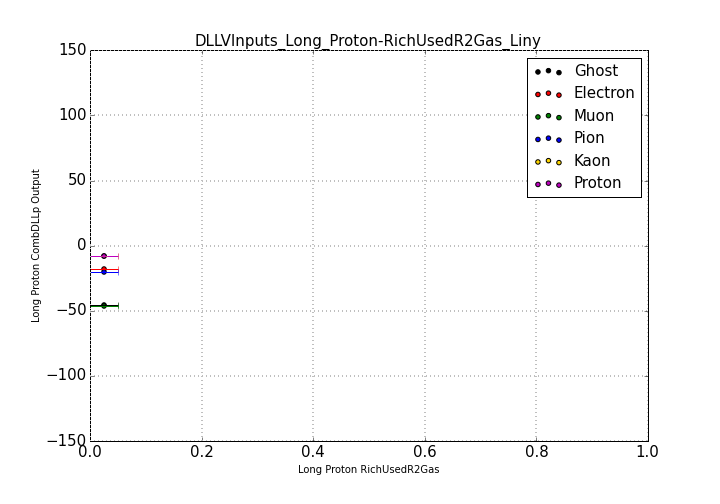 DLLVInputs_Long_Proton-RichUsedR2Gas_Liny
150
100
50
0
−50
−100
−150
Long Proton CombDLLp Output
Ghost
Electron
Muon
Pion
Kaon
Proton
0.0
0.2
0.4
0.6
0.8
1.0
Long Proton RichUsedR2Gas